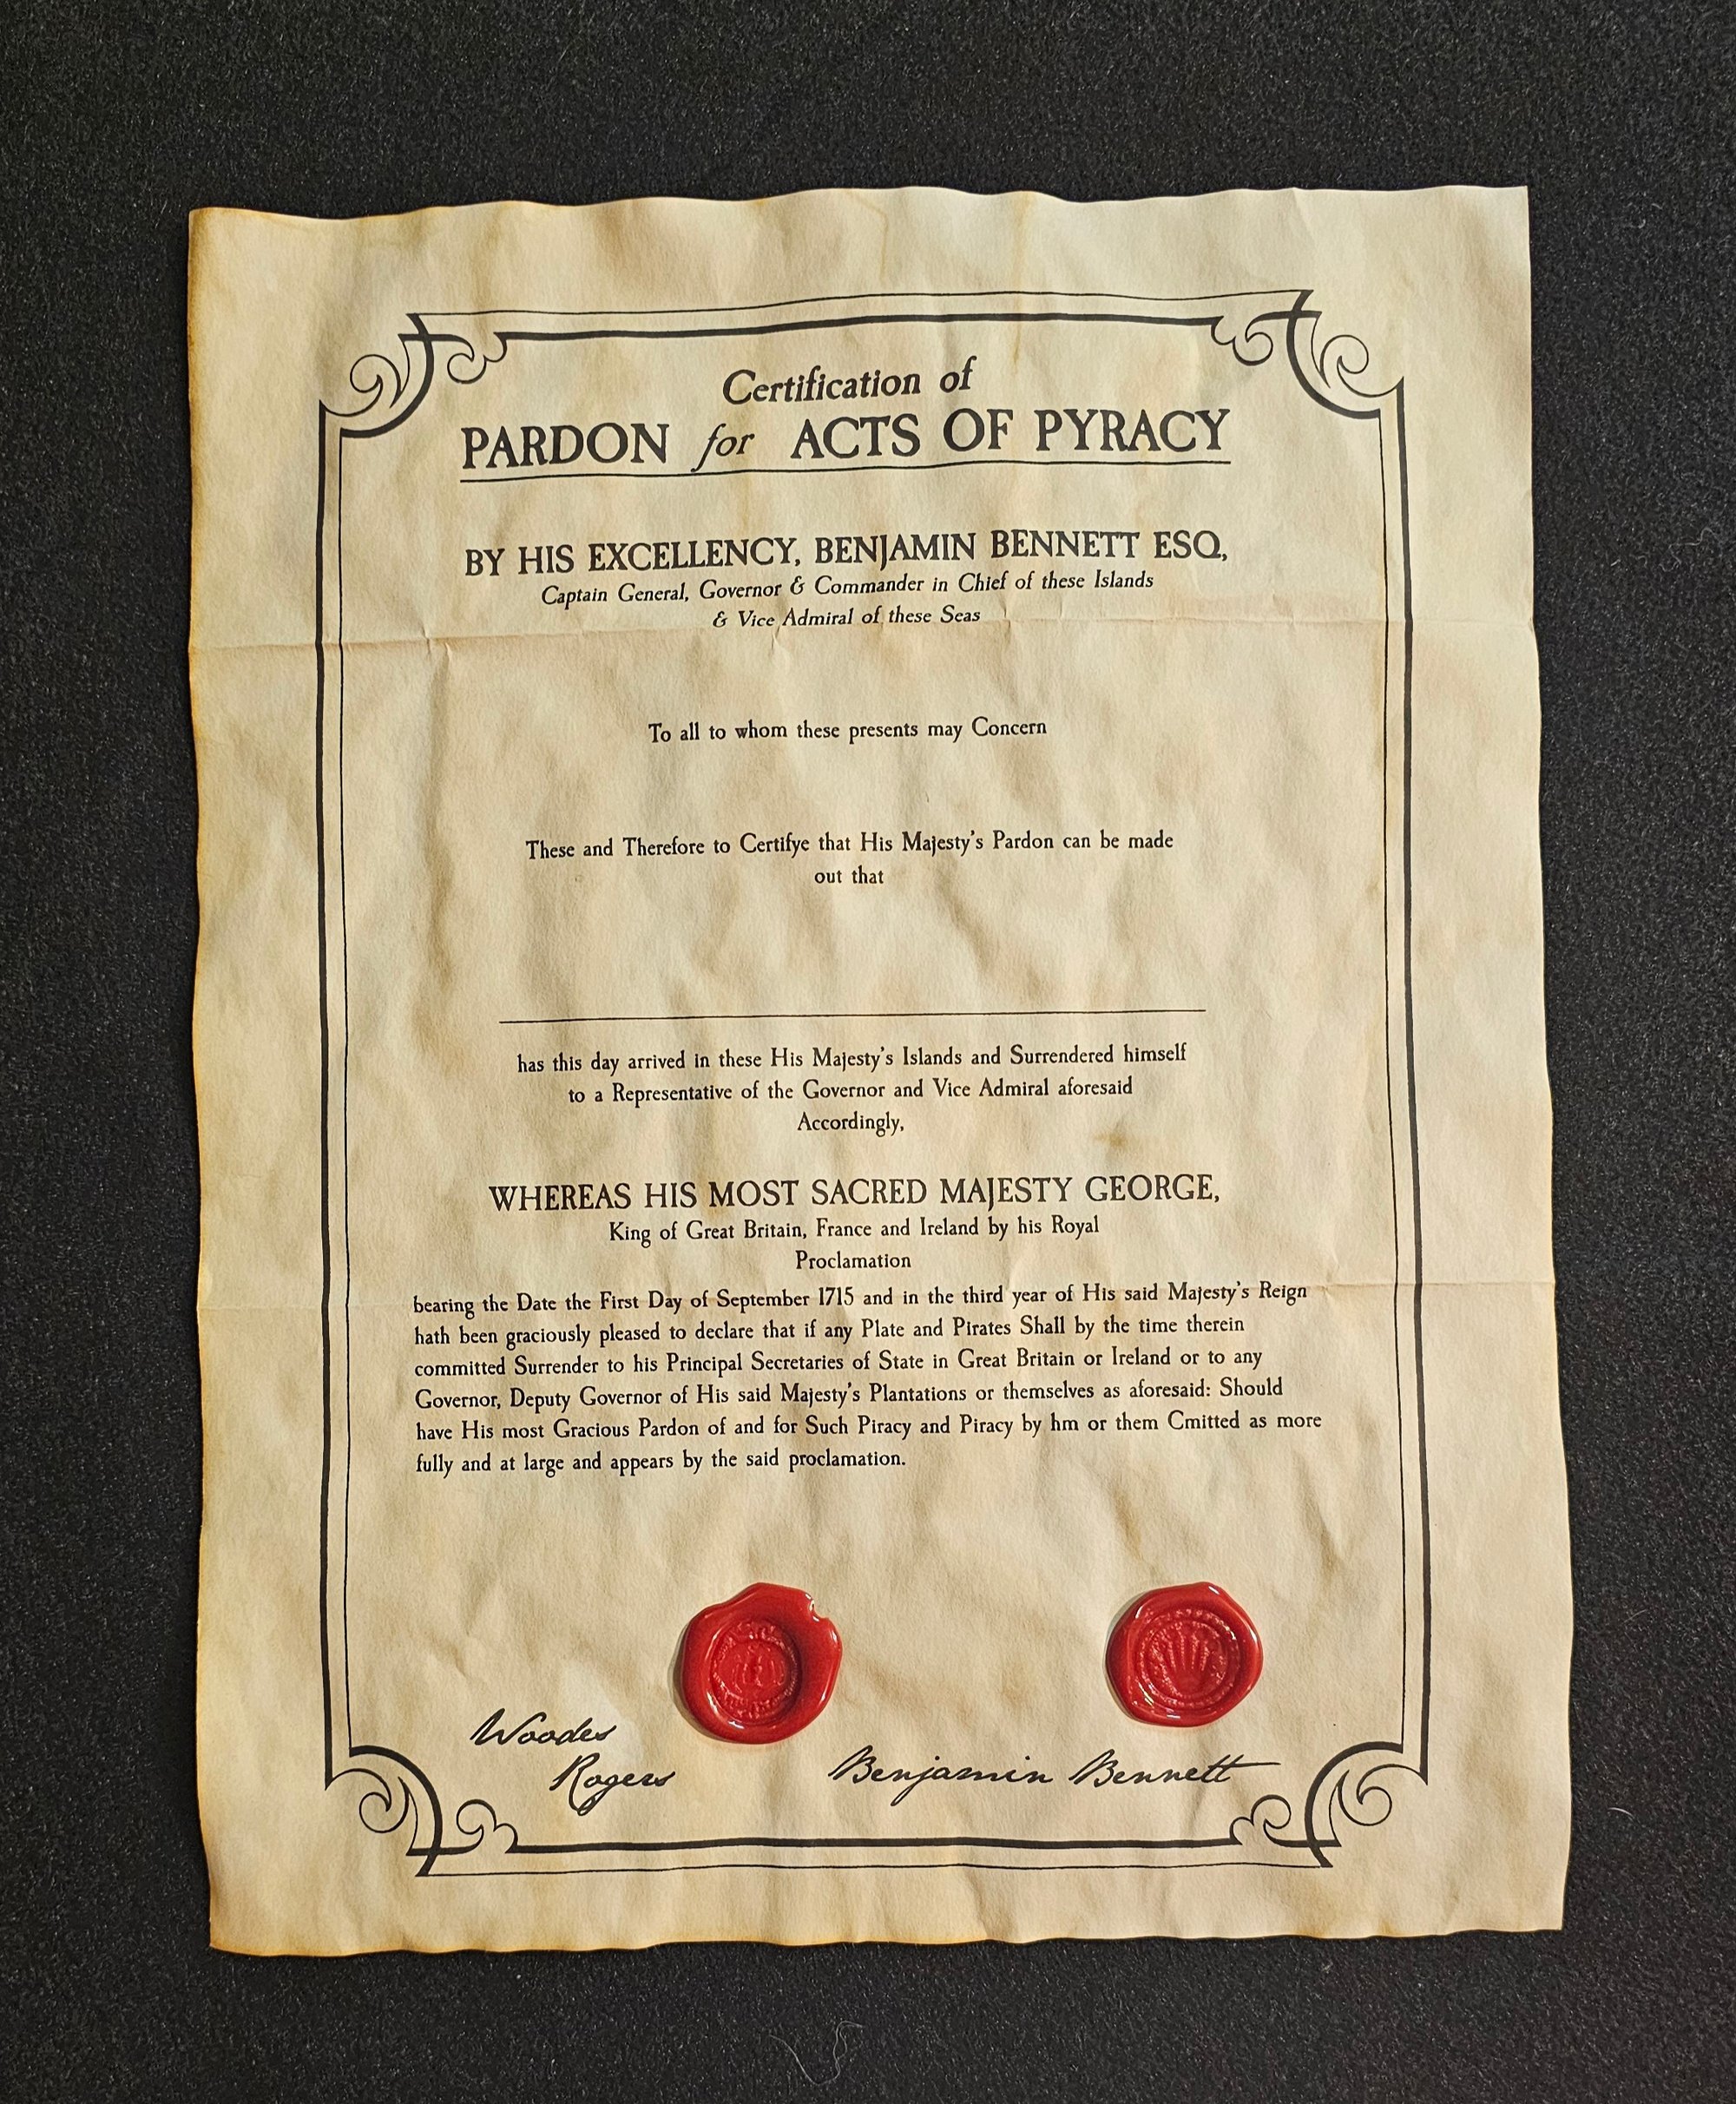 Certification of
PARDON for ACTS OF PYRACY
BY HIS EXCELLENCY, BENJAMIN BENNETT ESQ,
Captain General, Governor & Commander in Chief of these Islands
& Vice Admiral of these Seas
To all to whom these presents may Concern
These and Therefore to Certifye that His Majesty's Pardon can be made
out that
has this day arrived in these His Majesty's Islands and Surrendered himself
to a Representative of the Governor and Vice Admiral aforesaid
Accordingly,
WHEREAS HIS MOST SACRED MAJESTY GEORGE,
King of Great Britain, France and Ireland by his Royal
Proclamation
bearing the Date the First Day of September 1715 and in the third year of His said Majesty's Reign
hath been graciously pleased to declare that if any Plate and Pirates Shall by the time therein
committed Surrender to his Principal Secretaries of State in Great Britain or Ireland or to any
Governor, Deputy Governor of His said Majesty's Plantations or themselves as aforesaid: Should
have His most Gracious Pardon of and for Such Piracy and Piracy by hm or them Cmitted as more
fully and at large and appears by the said proclamation.
Woodes
Rogers
Benjamin Bennett